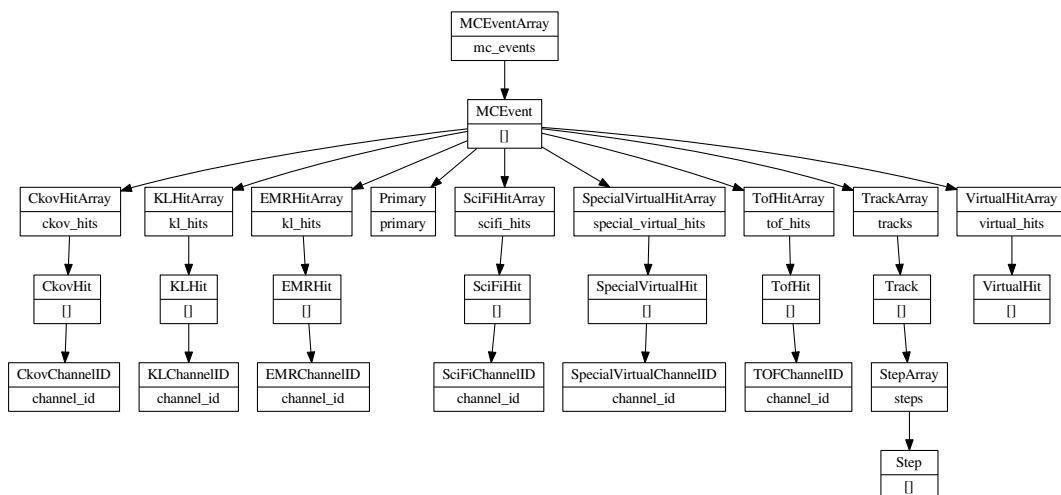 MCEventArray
mc_events
MCEvent
[]
CkovHitArray
ckov_hits
KLHitArray
kl_hits
EMRHitArray
kl_hits
Primary
primary
SciFiHitArray
scifi_hits
SpecialVirtualHitArray
special_virtual_hits
TofHitArray
tof_hits
TrackArray
tracks
VirtualHitArray
virtual_hits
CkovHit
[]
KLHit
[]
EMRHit
[]
SciFiHit
[]
SpecialVirtualHit
[]
TofHit
[]
Track
[]
VirtualHit
[]
CkovChannelID
channel_id
KLChannelID
channel_id
EMRChannelID
channel_id
SciFiChannelID
channel_id
SpecialVirtualChannelID
channel_id
TOFChannelID
channel_id
StepArray
steps
Step
[]